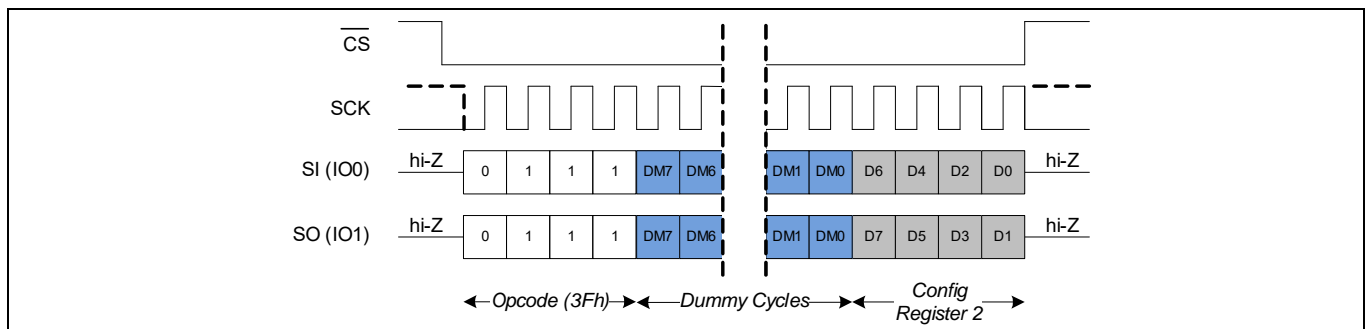 CS
SCK
SI (IO0) hi-Z 0 1 1 1 DM7 DM6 DM1 DM0 D6 D4 D2 D0 hi-Z
SO (IO1) hi-Z 0 1 1 1 DM7 DM6 DM1 DM0 D7 D5 D3 D1 hi-Z
Opcode (3Fh) Dummy Cycles Config
Register 2